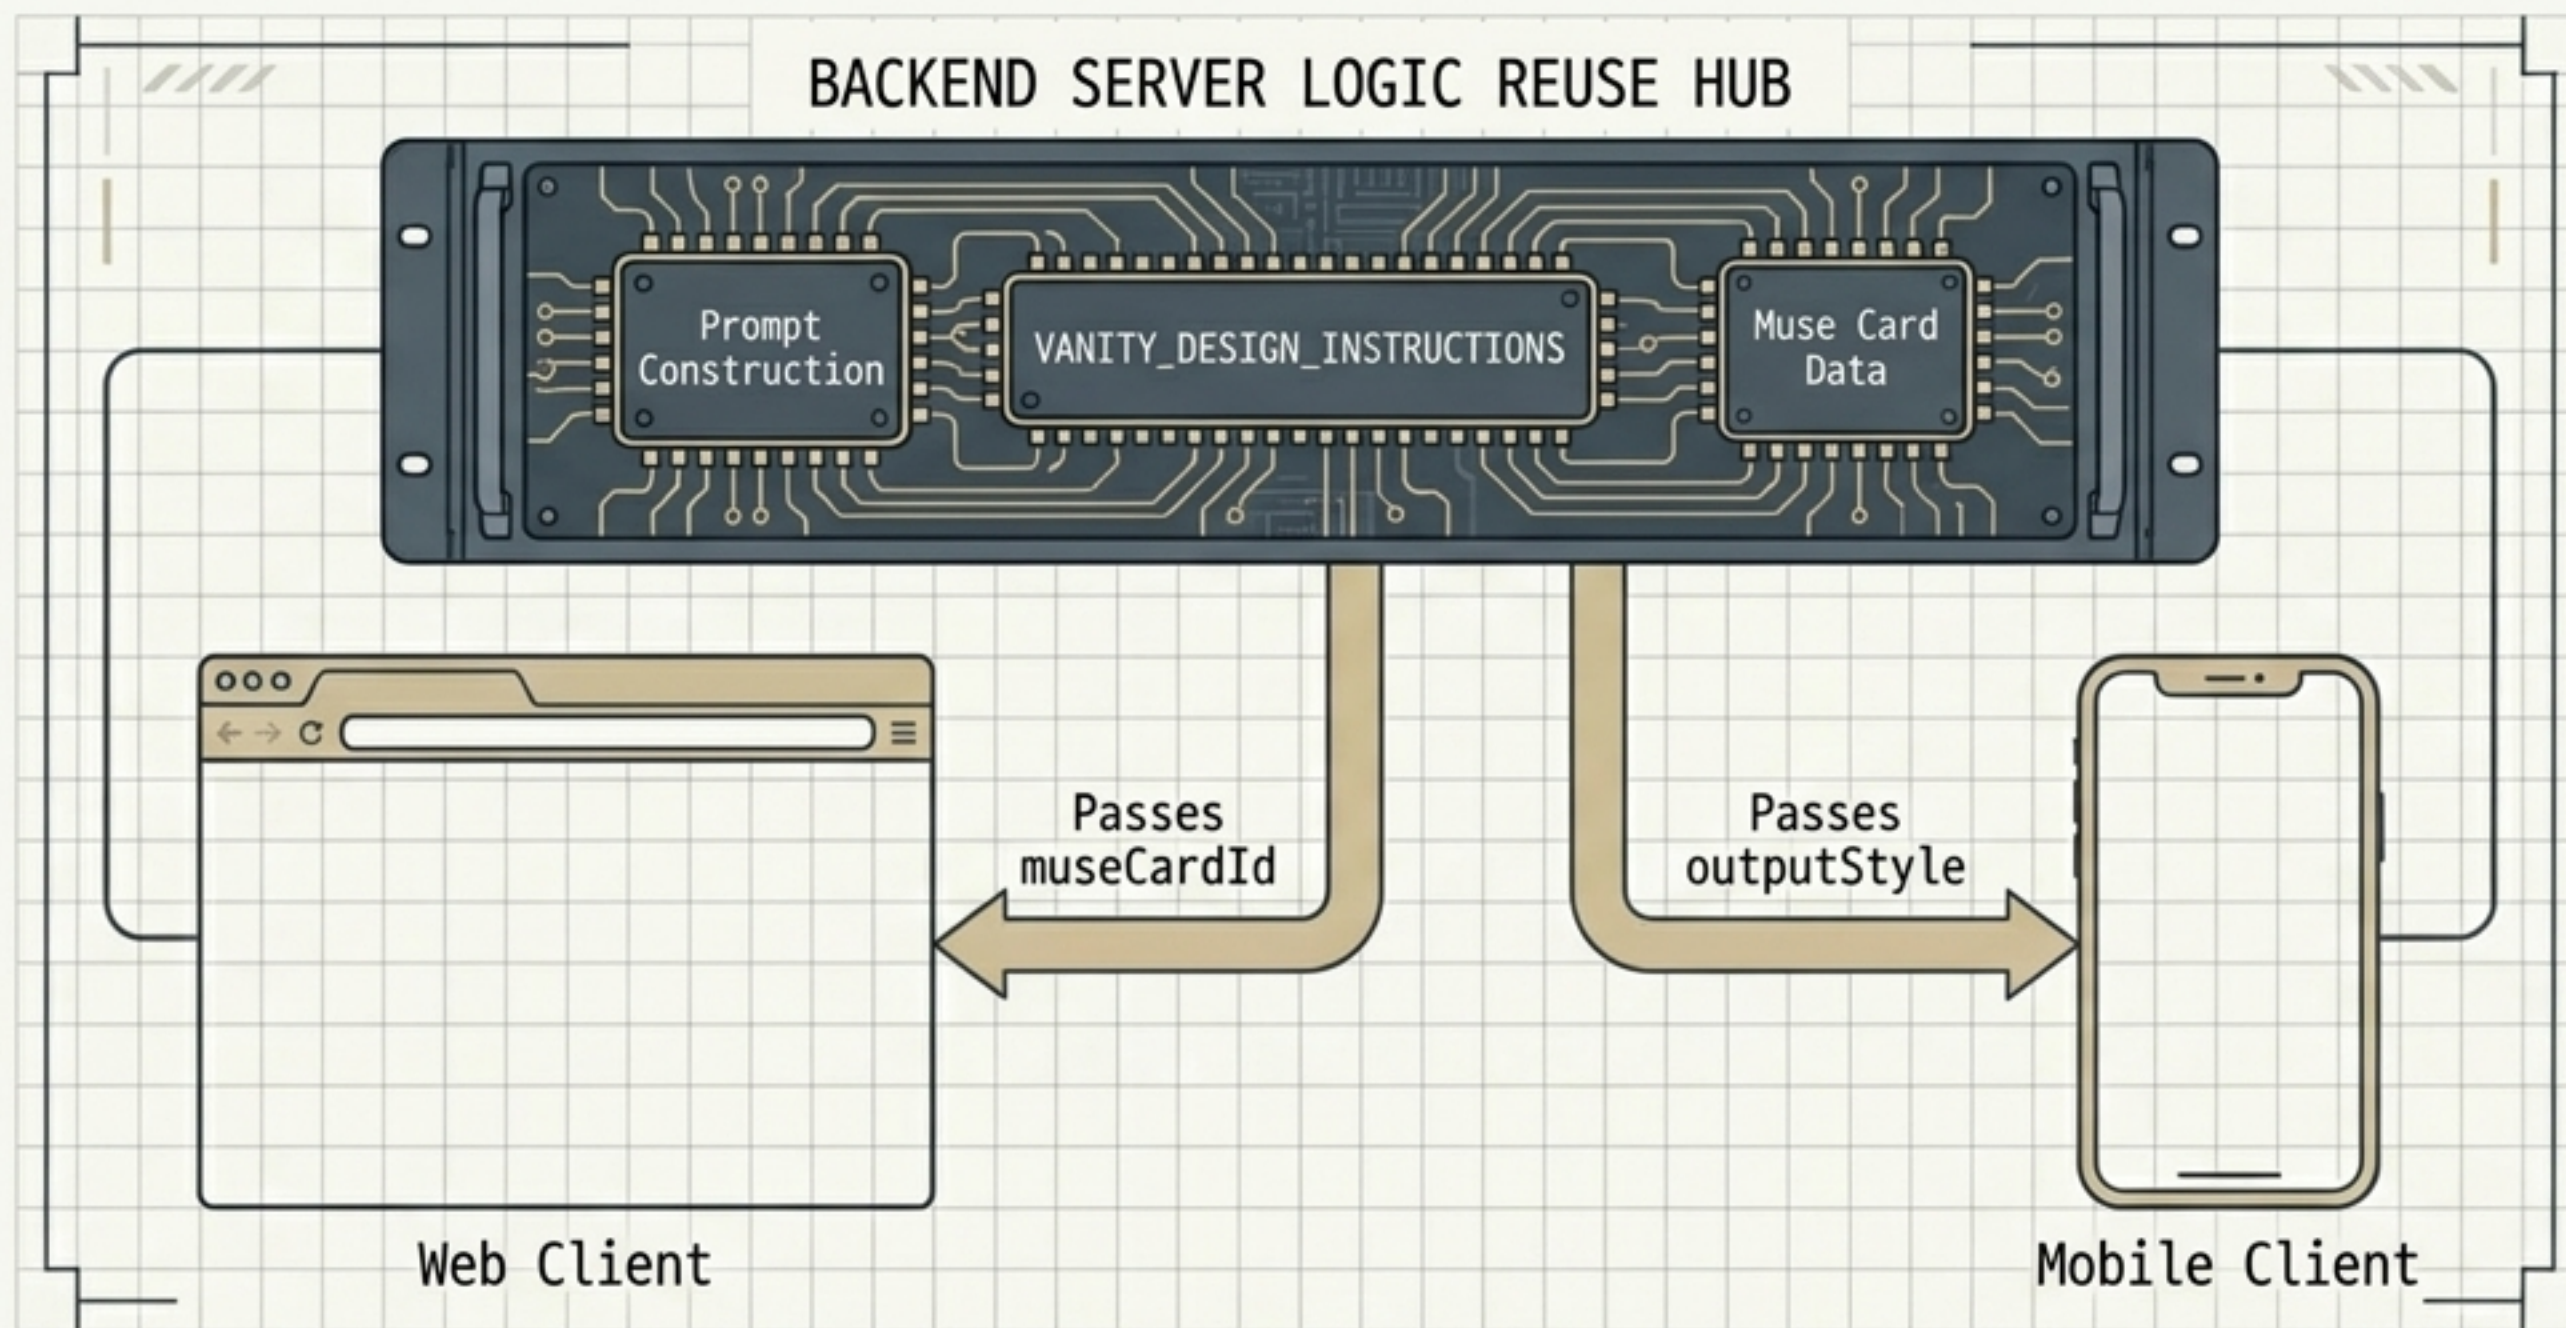 BACKEND SERVER LOGIC REUSE HUB
Prompt
Construction
VANITY_DESIGN_INSTRUCTIONS
Muse Card
Data
Passes
museCardId
Passes
outputStyle
Web Client
Mobile Client